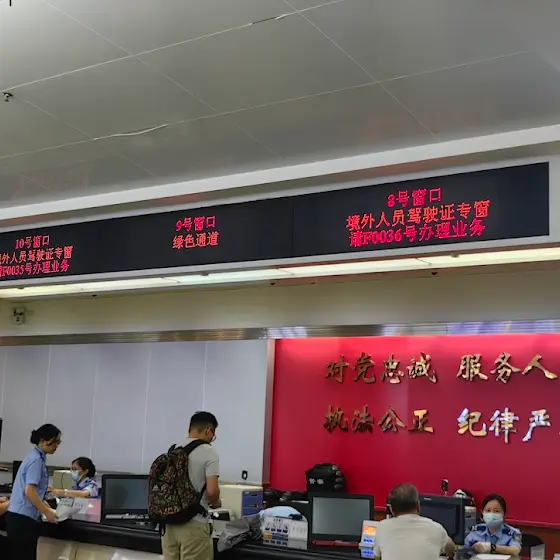 10号窗口
境外人员驾驶证专窗
请F0035号办理业务
9号窗口
绿色通道
8号窗口
境外人员驾驶证专窗
请F0036号办理业务
对党忠诚 服务人
执法公正 纪律严